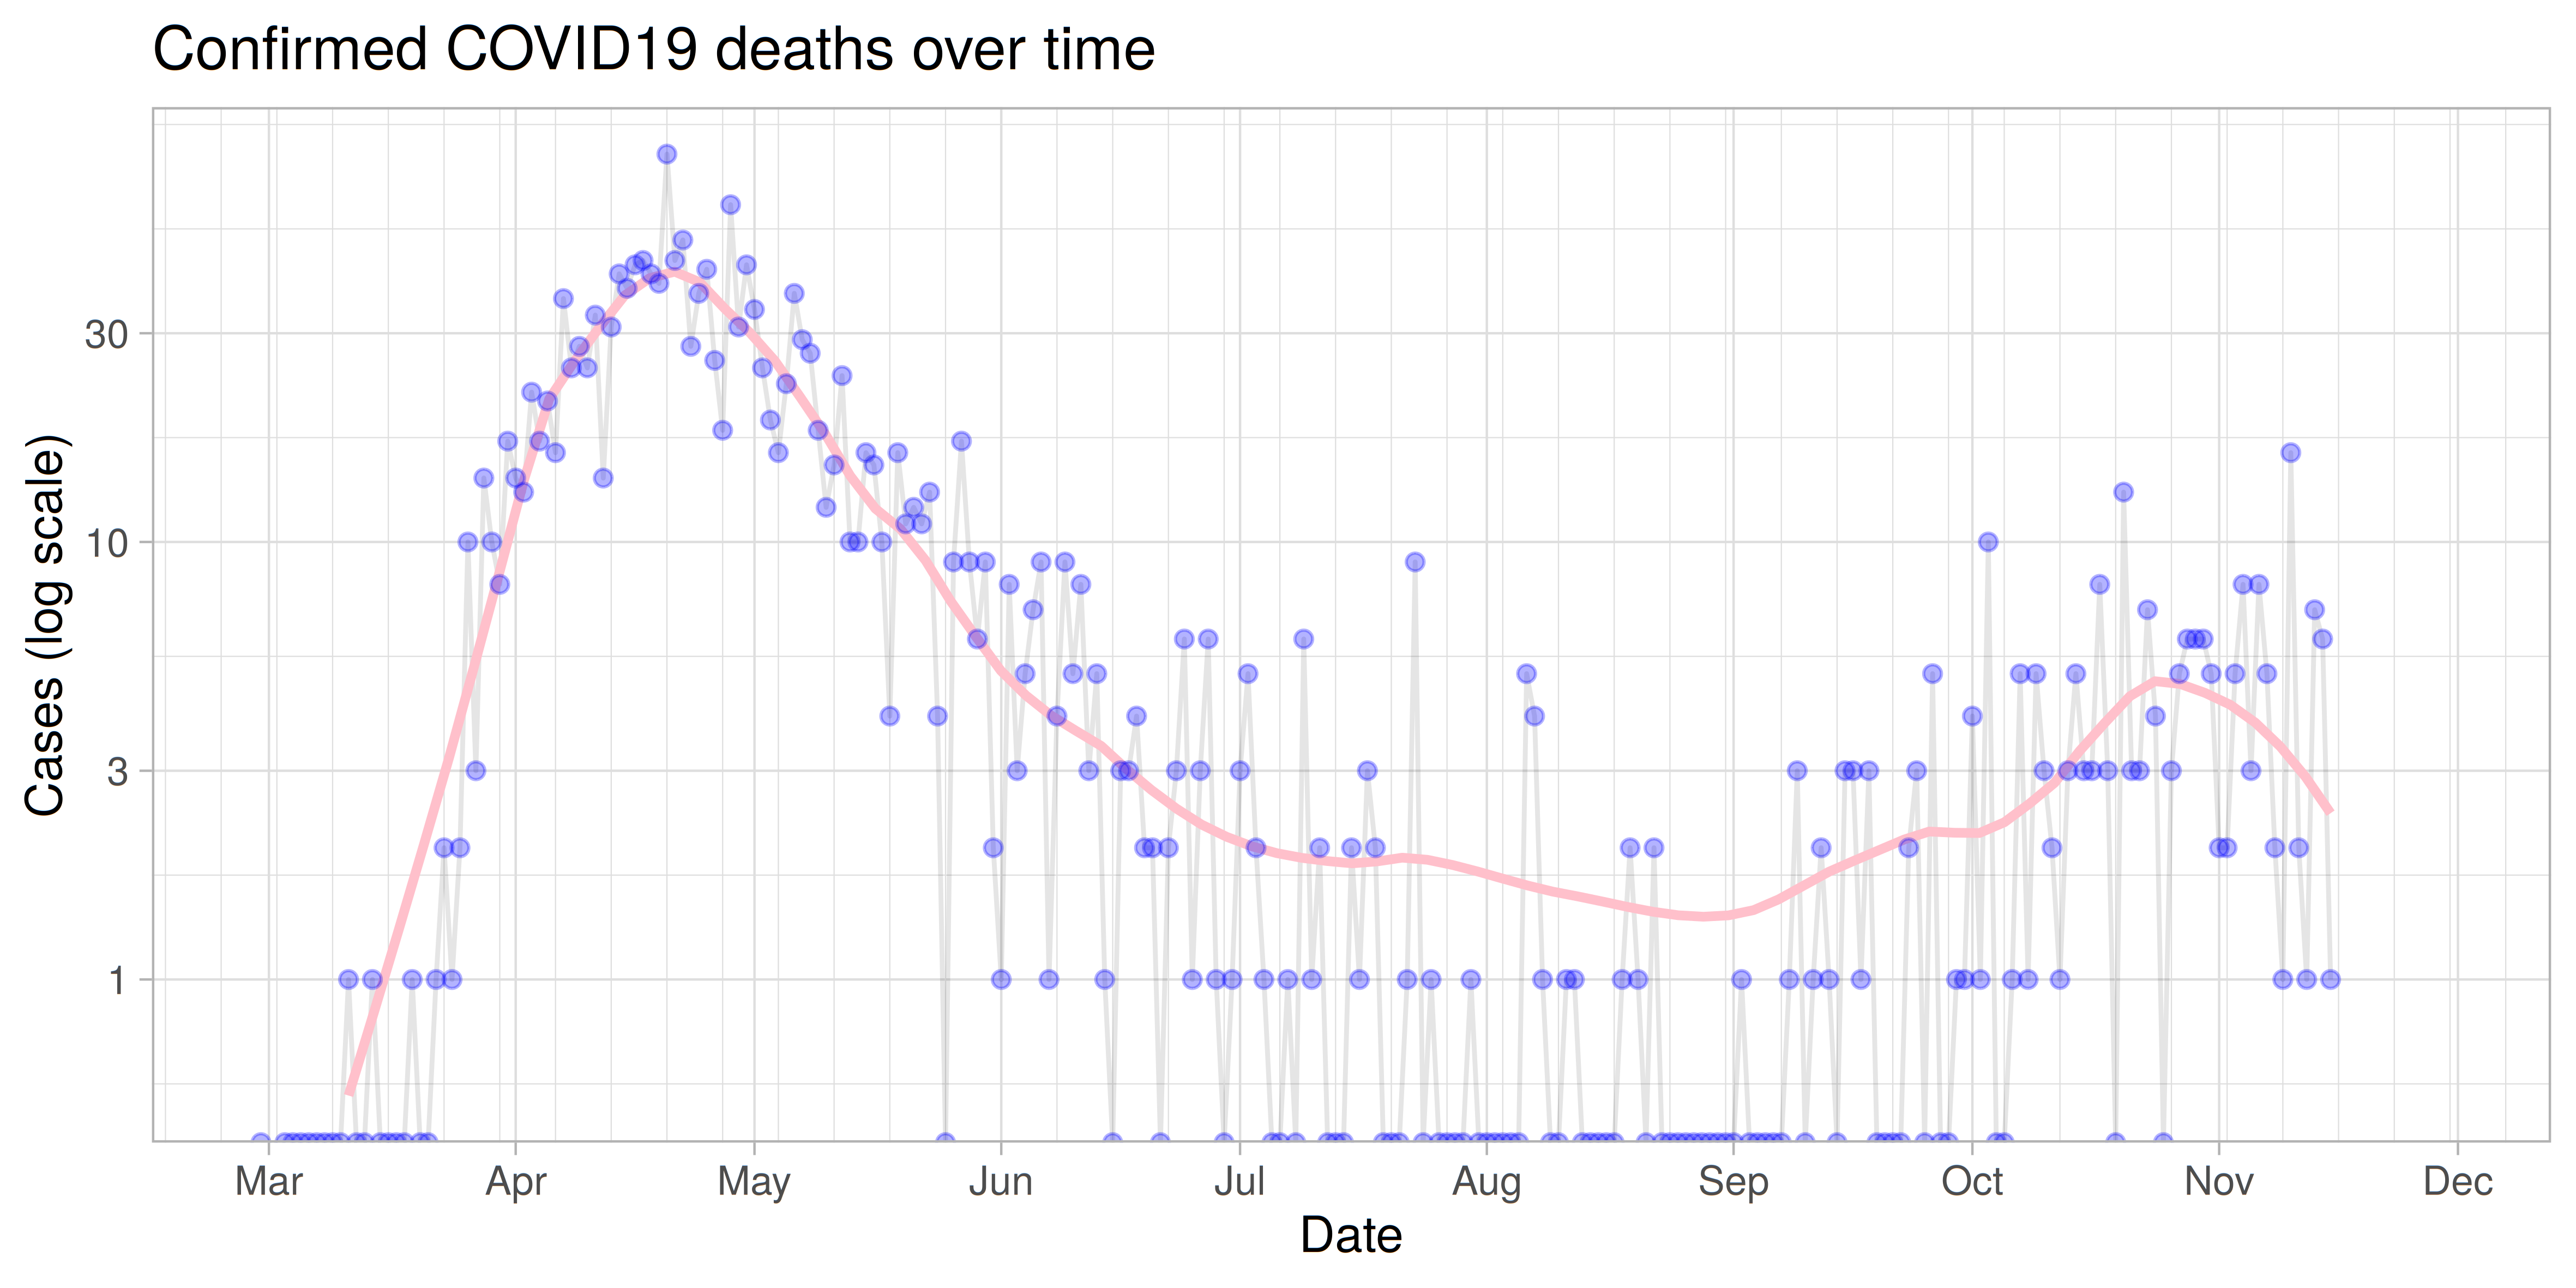 Confirmed COVID19 deaths over time
Cases (log scale)
30
10
3
1
Mar Apr May Jun Jul Aug Sep Oct Nov Dec
Date